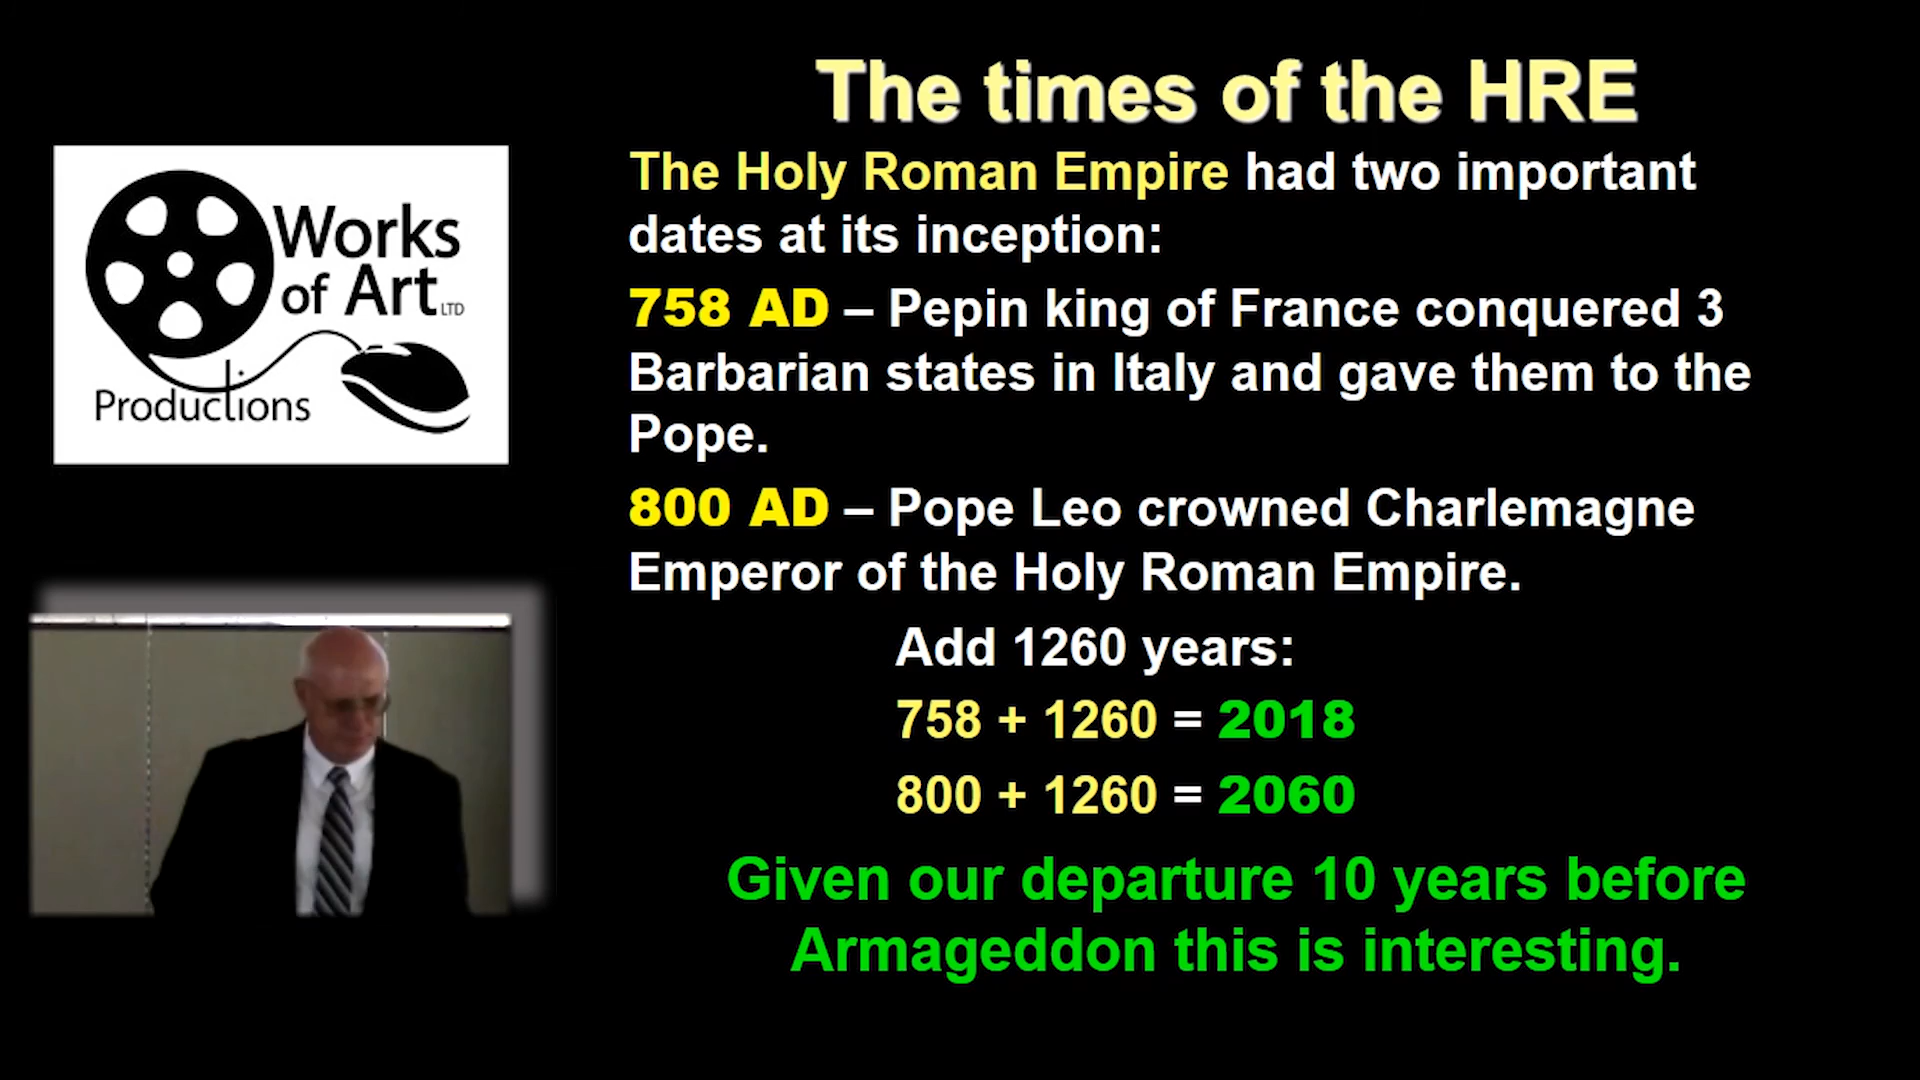 The times of the HRE
The Holy Roman Empire had two important
dates at its inception:
758 AD – Pepin king of France conquered 3
Barbarian states in Italy and gave them to the
Pope.
800 AD – Pope Leo crowned Charlemagne
Emperor of the Holy Roman Empire.
Add 1260 years:
758 + 1260 = 2018
800 + 1260 = 2060
Given our departure 10 years before
Armageddon this is interesting.
Works
of Art LTD
Productions